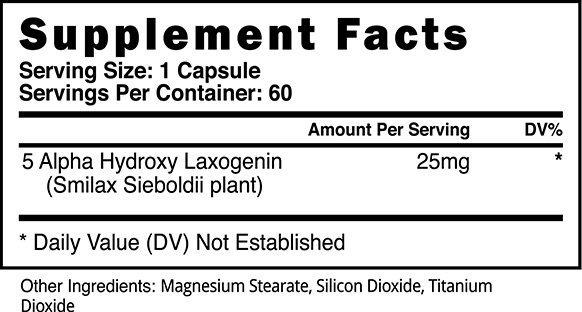 Supplement Facts
Serving Size: 1 Capsule
Servings Per Container: 60
Amount Per Serving DV%
5 Alpha Hydroxy Laxogenin 25mg *
(Smilax Sieboldii plant)
* Daily Value (DV) Not Established
Other Ingredients: Magnesium Stearate, Silicon Dioxide, Titanium
Dioxide